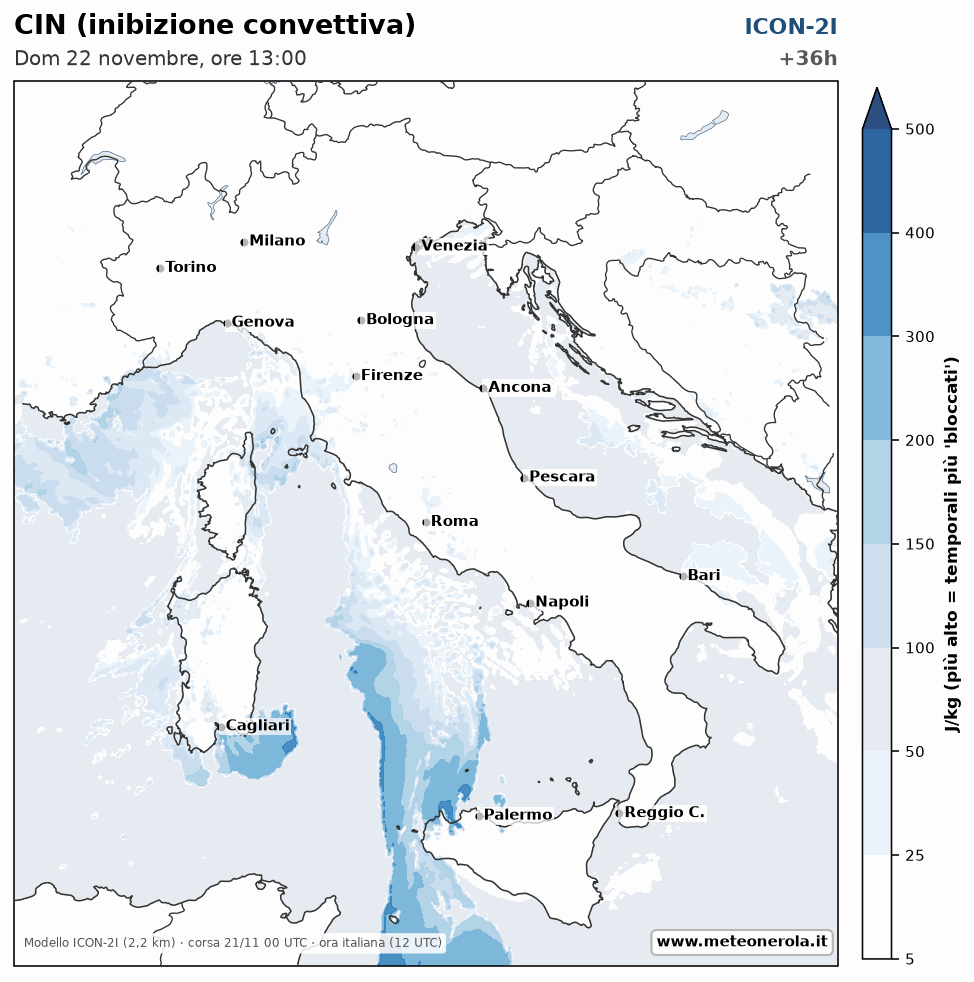 CIN (inibizione convettiva)
ICON-2I
Dom 22 novembre, ore 13:00
+36h
500
400
300
200
150
100
50
25
5
J/kg (più alto = temporali più 'bloccati')
Milano
Venezia
Torino
Genova
Bologna
Firenze
Ancona
Pescara
Roma
Bari
Napoli
Cagliari
Palermo
Reggio C.
Modello ICON-2I (2,2 km) · corsa 21/11 00 UTC · ora italiana (12 UTC)
www.meteonerola.it